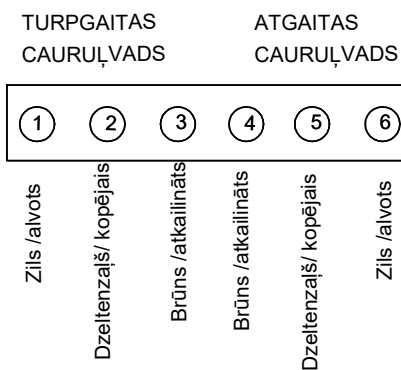 TURPGAITAS
CAURUĻVADS
ATGAITAS
CAURUĻVADS
1 2 3 4 5 6
Zils /alvots
Dzeltenzaļš/ kopējais
Brūns /atkailināts
Brūns /atkailināts
Dzeltenzaļš/ kopējais
Zils /alvots